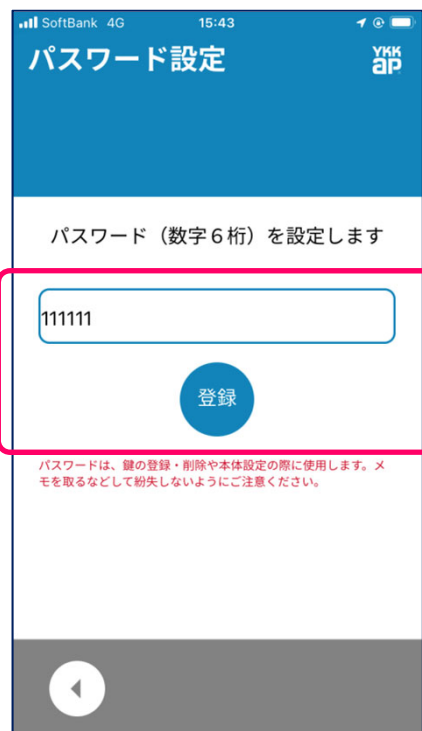 SoftBank 4G 15:43
パスワード設定
YKK
ap
パスワード（数字６桁）を設定します
111111
登録
パスワードは、鍵の登録・削除や本体設定の際に使用します。メ
モを取るなどして紛失しないようにご注意ください。